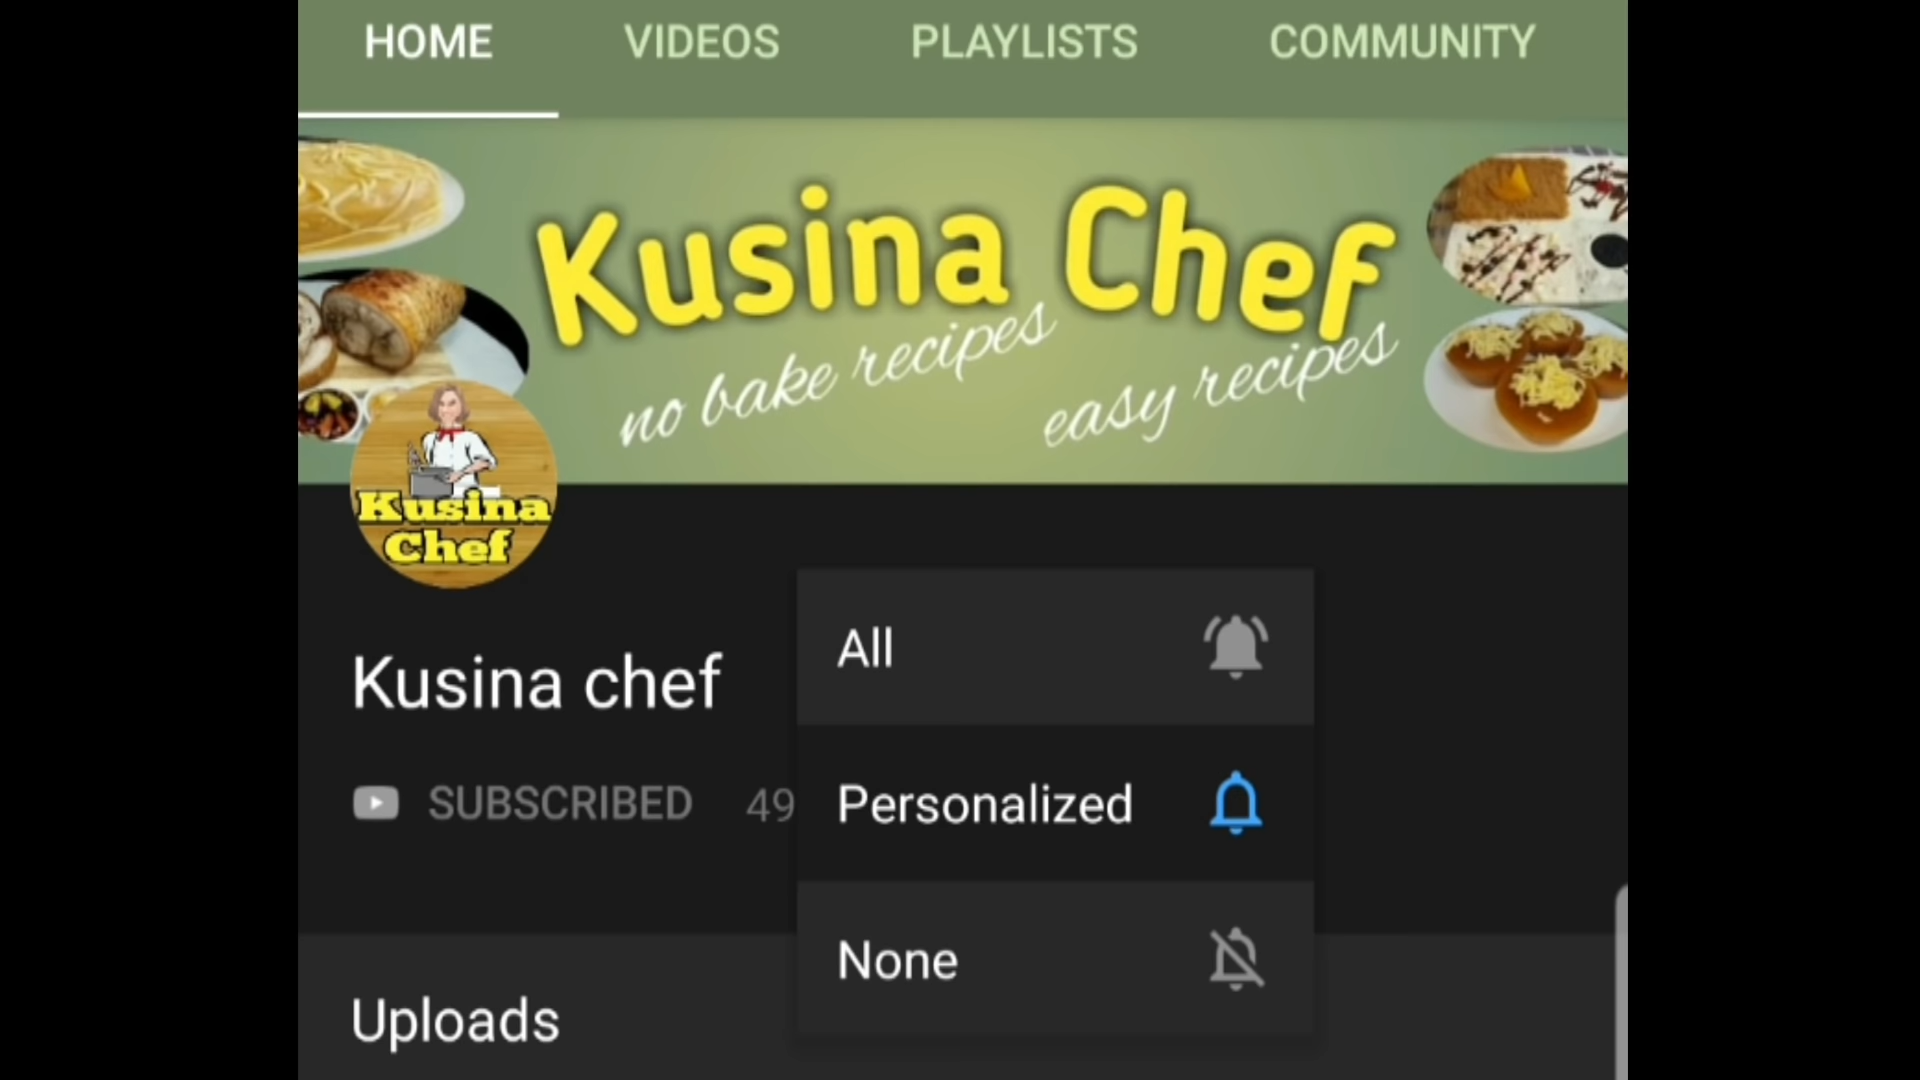 HOME VIDEOS PLAYLISTS COMMUNITY
Kusina Chef
no bake recipes
easy recipes
Kusina
Chef
Kusina chef
SUBSCRIBED 49
All
Personalized
None
Uploads